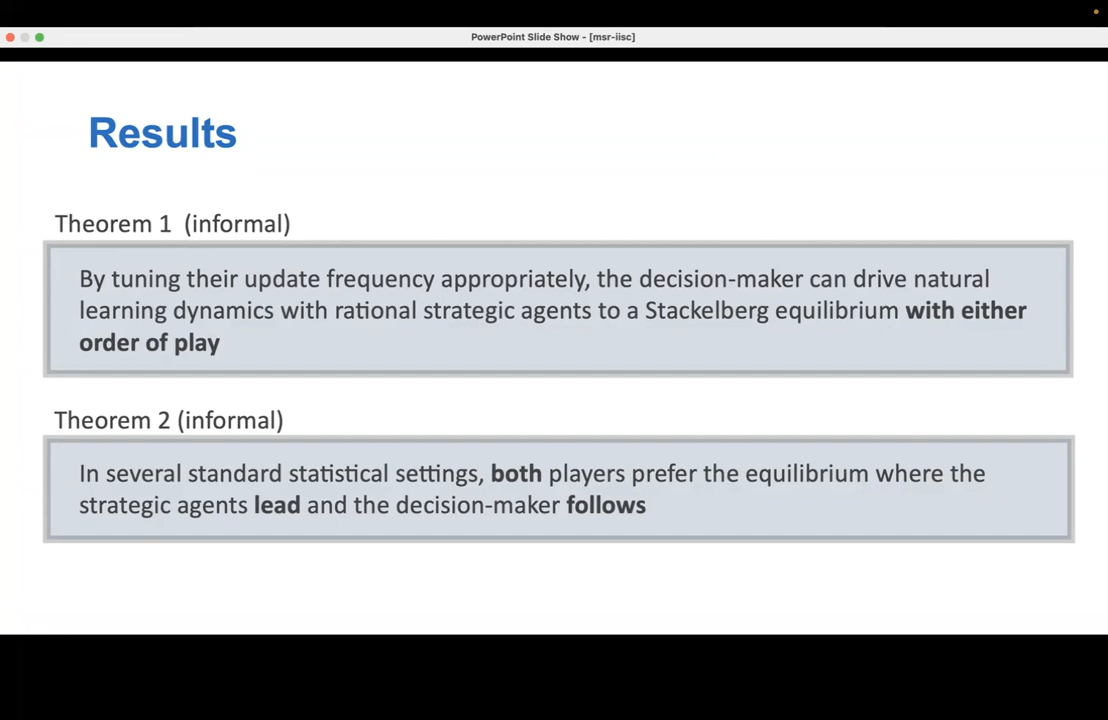 PowerPoint Slide Show - [msr-iisc]
Results
Theorem 1 (informal)
By tuning their update frequency appropriately, the decision-maker can drive natural
learning dynamics with rational strategic agents to a Stackelberg equilibrium with either
order of play
Theorem 2 (informal)
In several standard statistical settings, both players prefer the equilibrium where the
strategic agents lead and the decision-maker follows